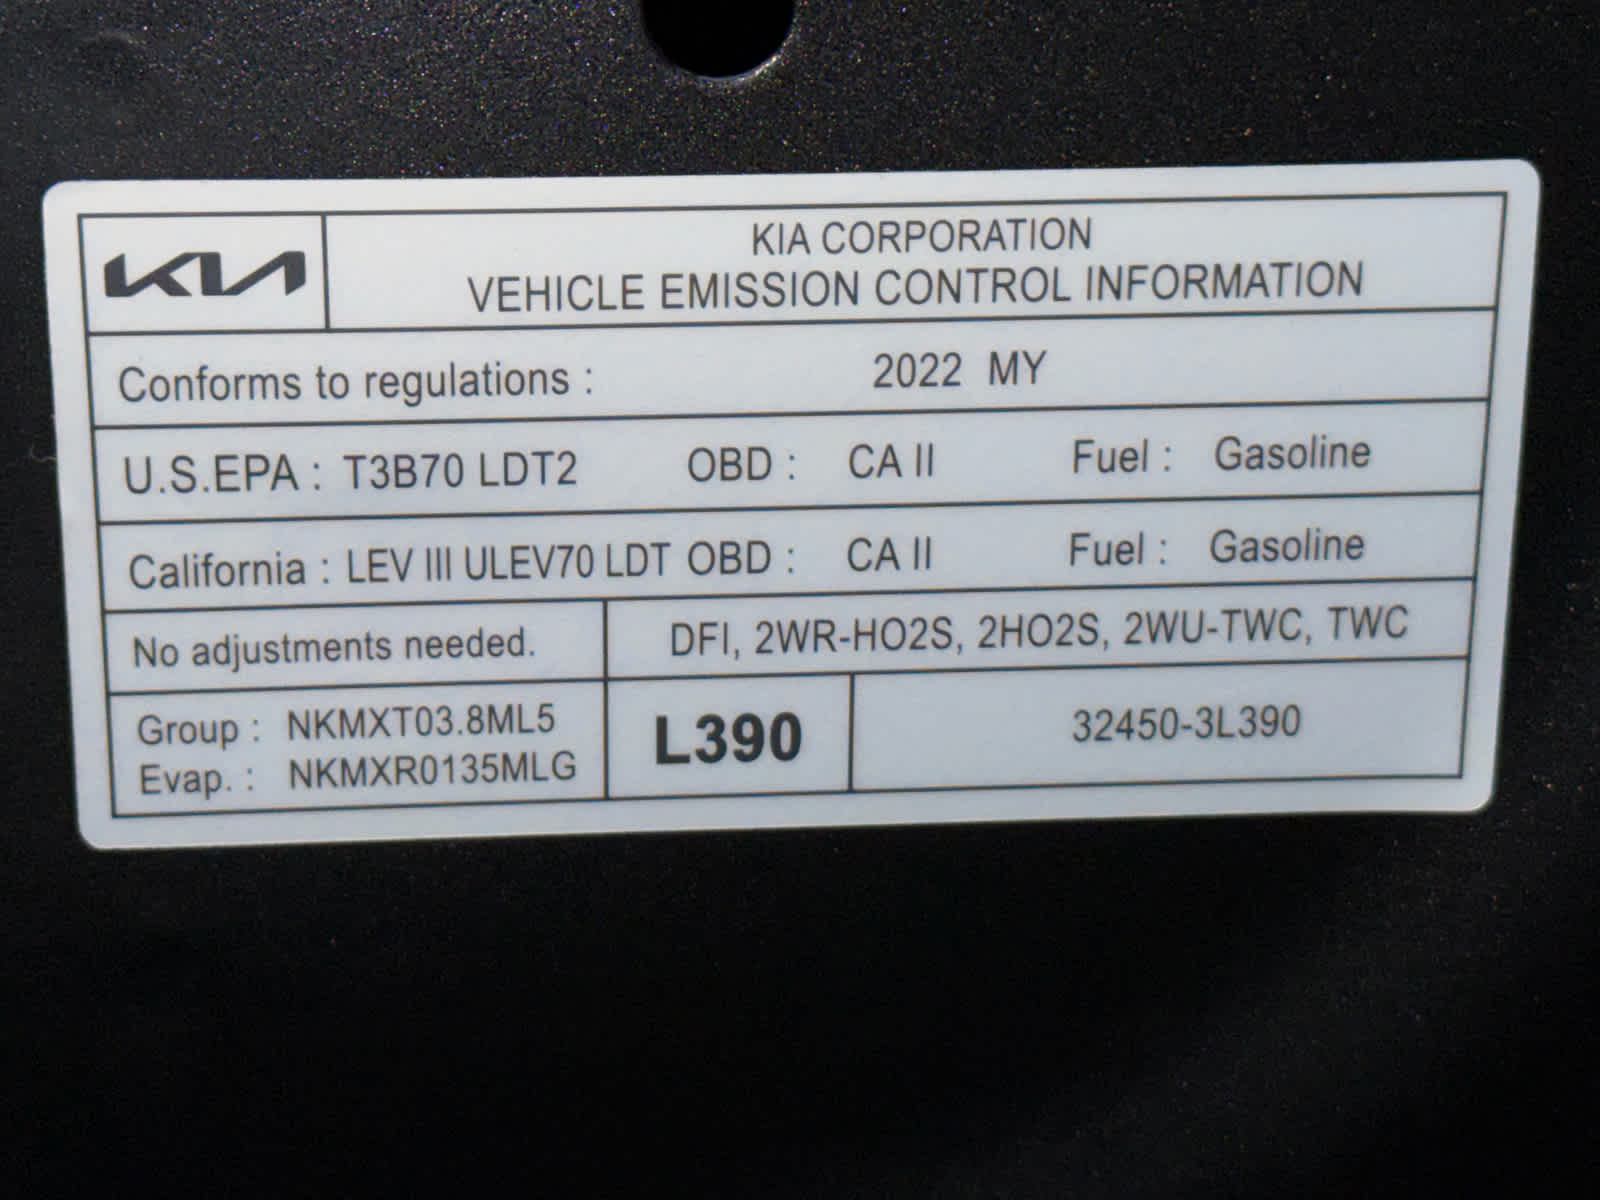 KIA
KIA CORPORATION
VEHICLE EMISSION CONTROL INFORMATION
Conforms to regulations : 2022 MY
U.S.EPA : T3B70 LDT2 OBD : CA II Fuel : Gasoline
California : LEV III ULEV70 LDT OBD : CA II Fuel : Gasoline
No adjustments needed. DFI, 2WR-HO2S, 2HO2S, 2WU-TWC, TWC
Group : NKMXT03.8ML5
Evap. : NKMXR0135MLG
L390
32450-3L390